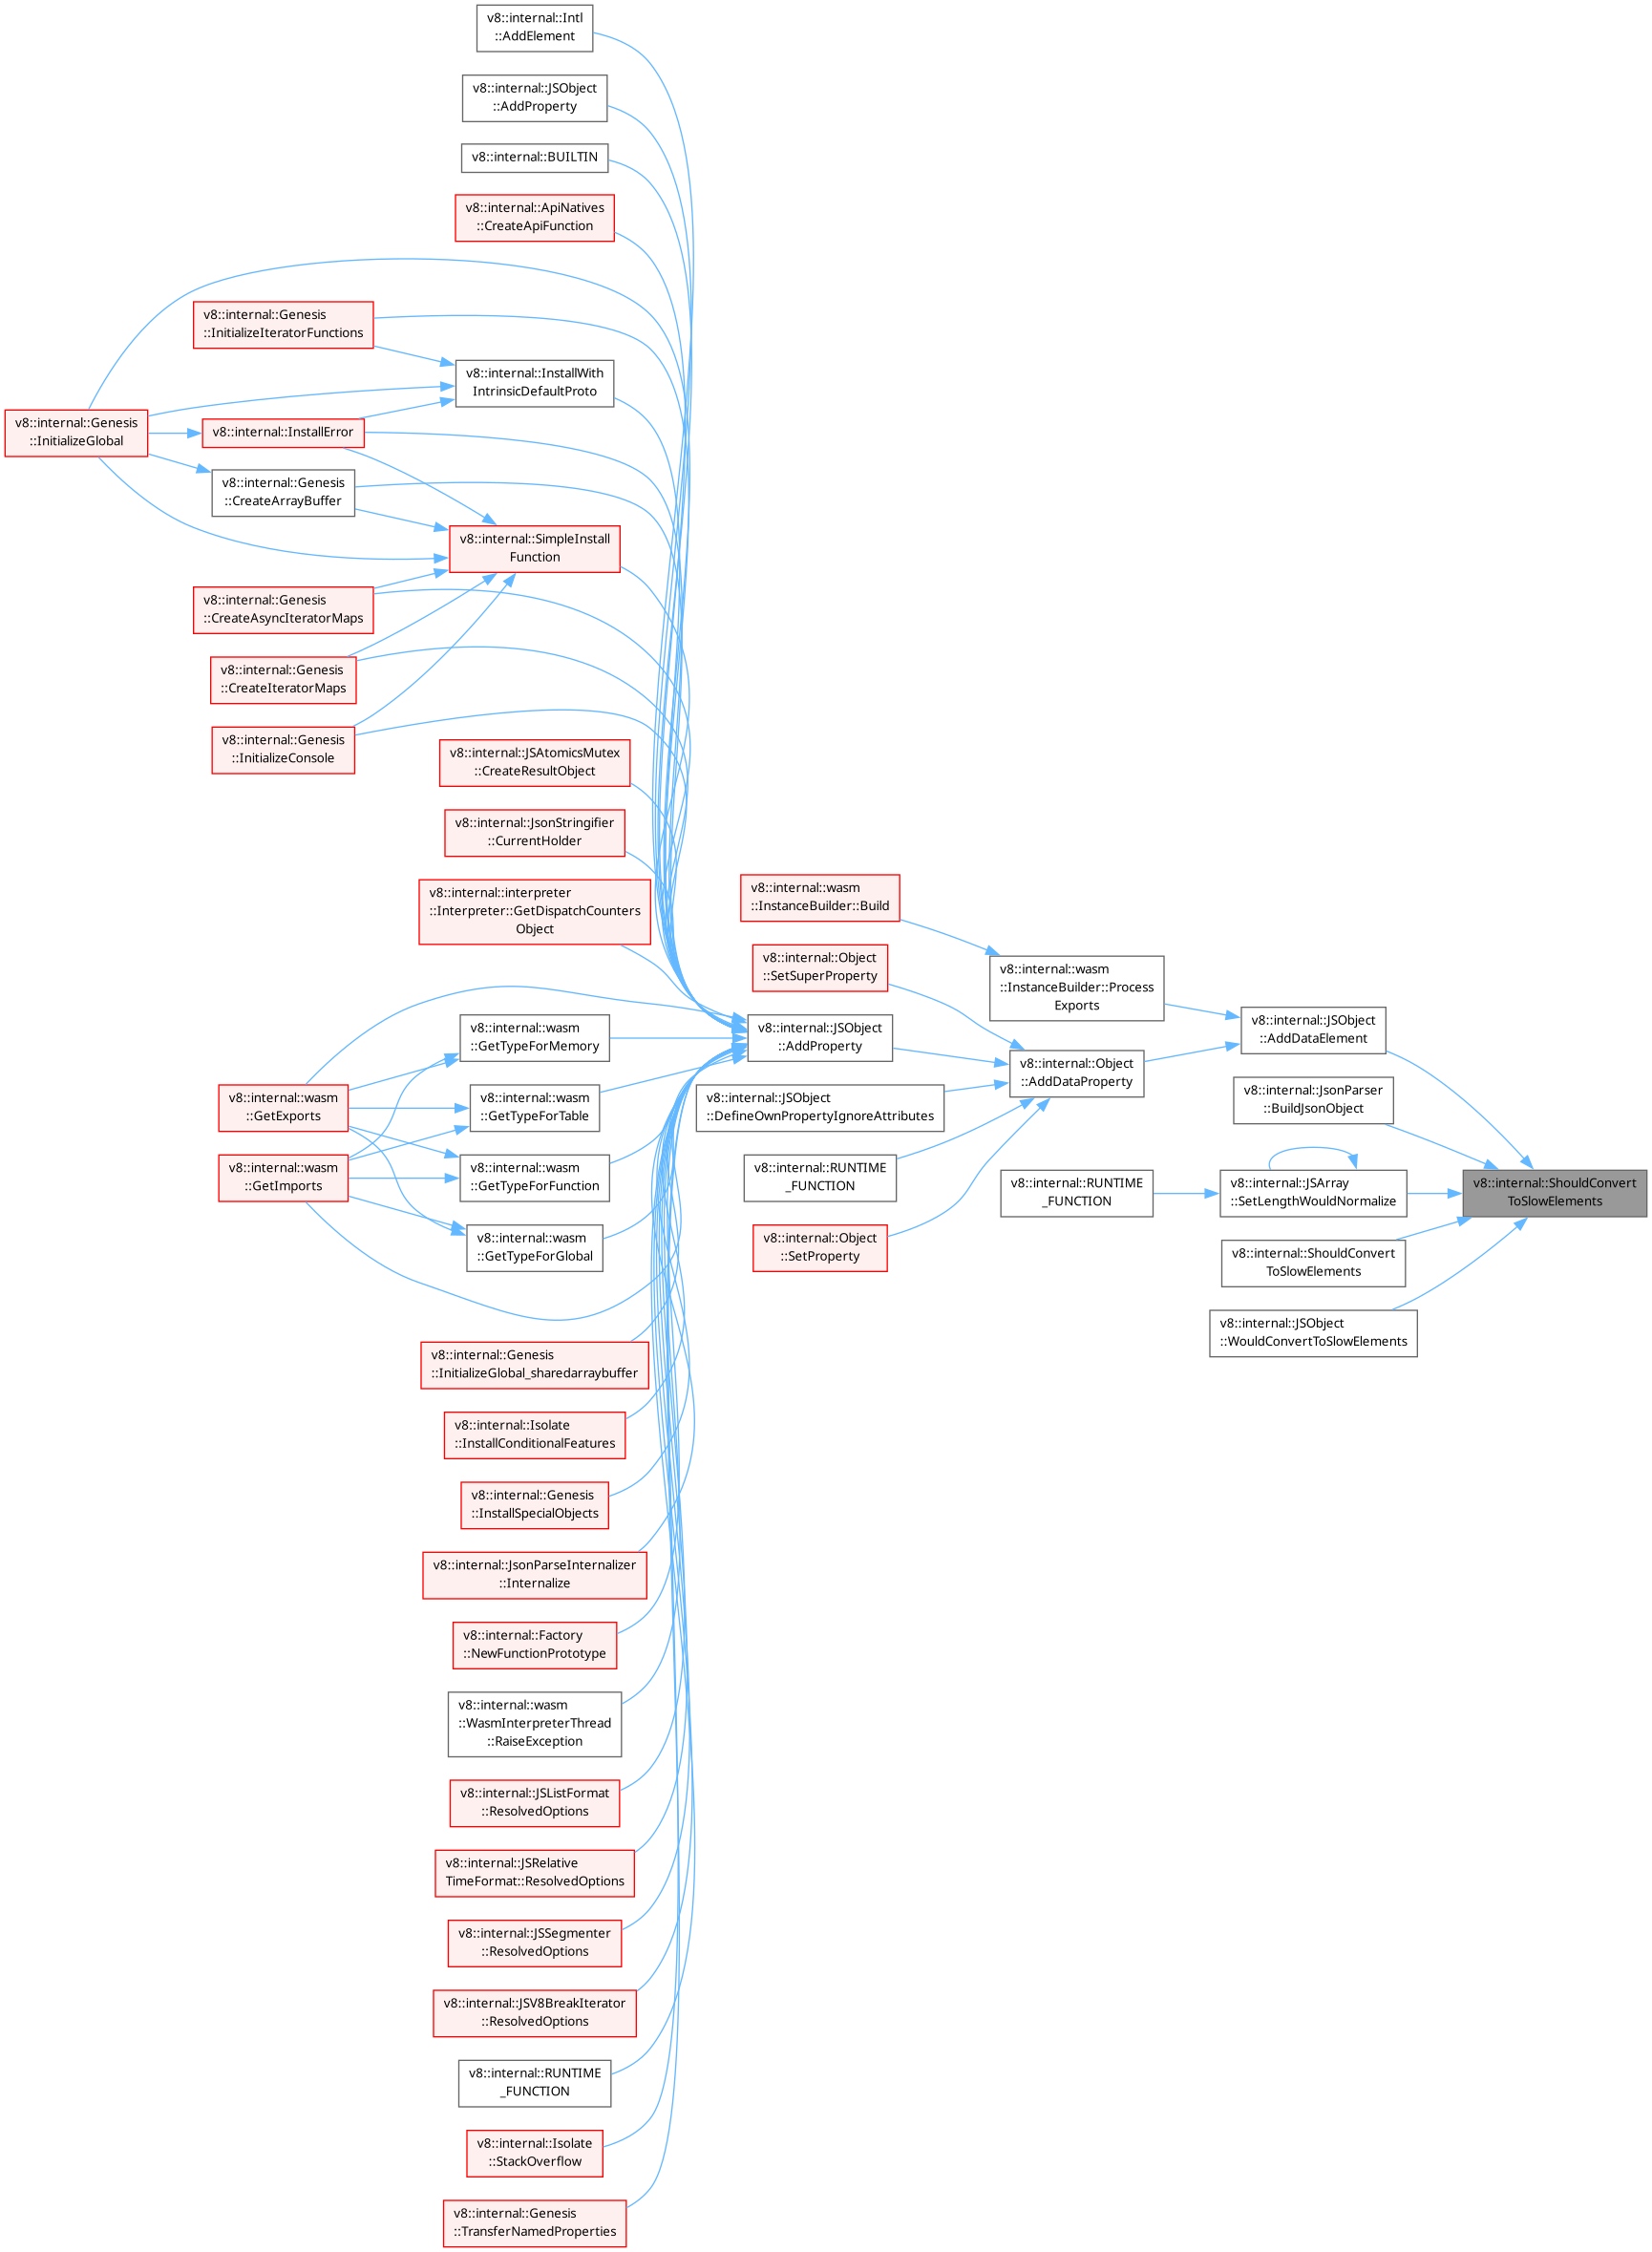 v8::internal::Intl
::AddElement
v8::internal::JSObject
::AddProperty
v8::internal::BUILTIN
v8::internal::ApiNatives
::CreateApiFunction
v8::internal::Genesis
::InitializeIteratorFunctions
v8::internal::InstallWith
IntrinsicDefaultProto
v8::internal::Genesis
::InitializeGlobal
v8::internal::InstallError
v8::internal::Genesis
::CreateArrayBuffer
v8::internal::SimpleInstall
Function
v8::internal::Genesis
::CreateAsyncIteratorMaps
v8::internal::Genesis
::CreateIteratorMaps
v8::internal::Genesis
::InitializeConsole
v8::internal::JSAtomicsMutex
::CreateResultObject
v8::internal::JsonStringifier
::CurrentHolder
v8::internal::interpreter
::Interpreter::GetDispatchCounters
Object
v8::internal::wasm
::InstanceBuilder::Build
v8::internal::Object
::SetSuperProperty
v8::internal::wasm
::InstanceBuilder::Process
Exports
v8::internal::wasm
::GetTypeForMemory
v8::internal::JSObject
::AddProperty
v8::internal::JSObject
::AddDataElement
v8::internal::Object
::AddDataProperty
v8::internal::wasm
::GetExports
v8::internal::wasm
::GetTypeForTable
v8::internal::JSObject
::DefineOwnPropertyIgnoreAttributes
v8::internal::JsonParser
::BuildJsonObject
v8::internal::wasm
::GetImports
v8::internal::wasm
::GetTypeForFunction
v8::internal::RUNTIME
_FUNCTION
v8::internal::RUNTIME
_FUNCTION
v8::internal::JSArray
::SetLengthWouldNormalize
v8::internal::ShouldConvert
ToSlowElements
v8::internal::wasm
::GetTypeForGlobal
v8::internal::Object
::SetProperty
v8::internal::ShouldConvert
ToSlowElements
v8::internal::JSObject
::WouldConvertToSlowElements
v8::internal::Genesis
::InitializeGlobal_sharedarraybuffer
v8::internal::Isolate
::InstallConditionalFeatures
v8::internal::Genesis
::InstallSpecialObjects
v8::internal::JsonParseInternalizer
::Internalize
v8::internal::Factory
::NewFunctionPrototype
v8::internal::wasm
::WasmInterpreterThread
::RaiseException
v8::internal::JSListFormat
::ResolvedOptions
v8::internal::JSRelative
TimeFormat::ResolvedOptions
v8::internal::JSSegmenter
::ResolvedOptions
v8::internal::JSV8BreakIterator
::ResolvedOptions
v8::internal::RUNTIME
_FUNCTION
v8::internal::Isolate
::StackOverflow
v8::internal::Genesis
::TransferNamedProperties